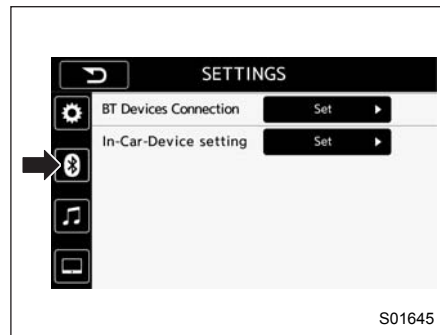 SETTINGS
BT Devices Connection Set
In-Car-Device setting Set
S01645